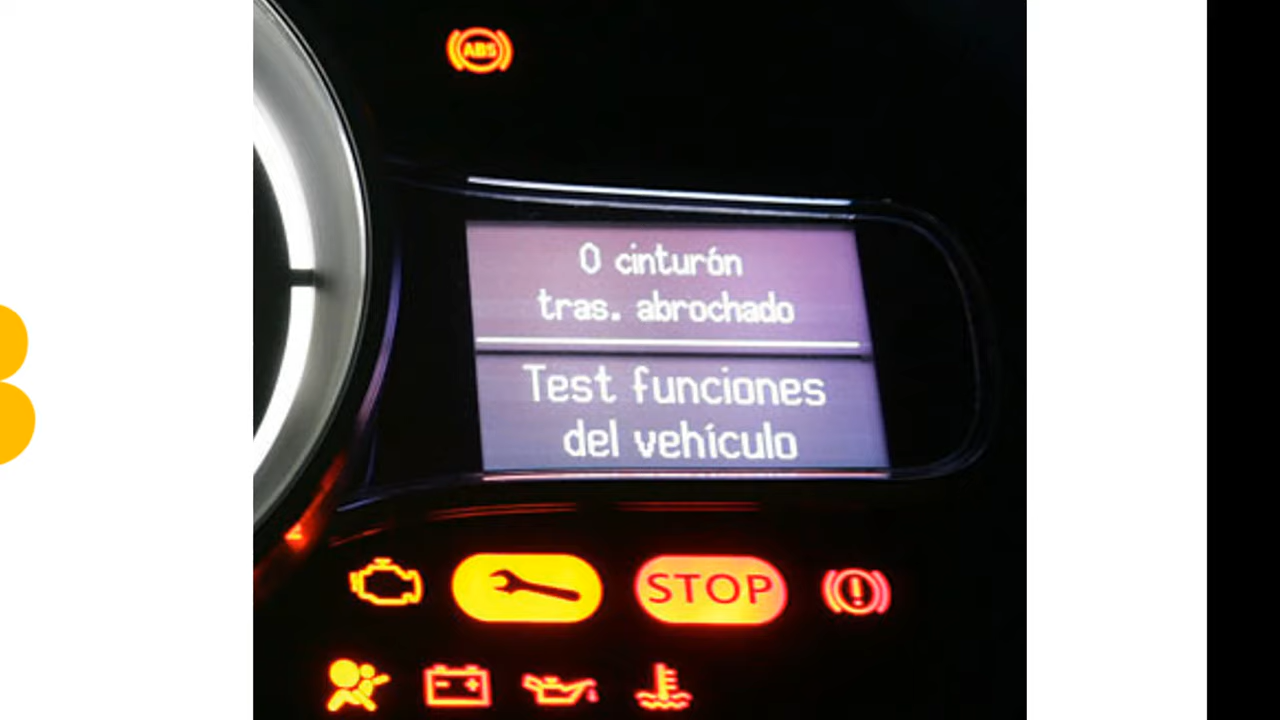 ABS
0 cinturón
tras. abrochado
Test funciones
del vehículo
STOP